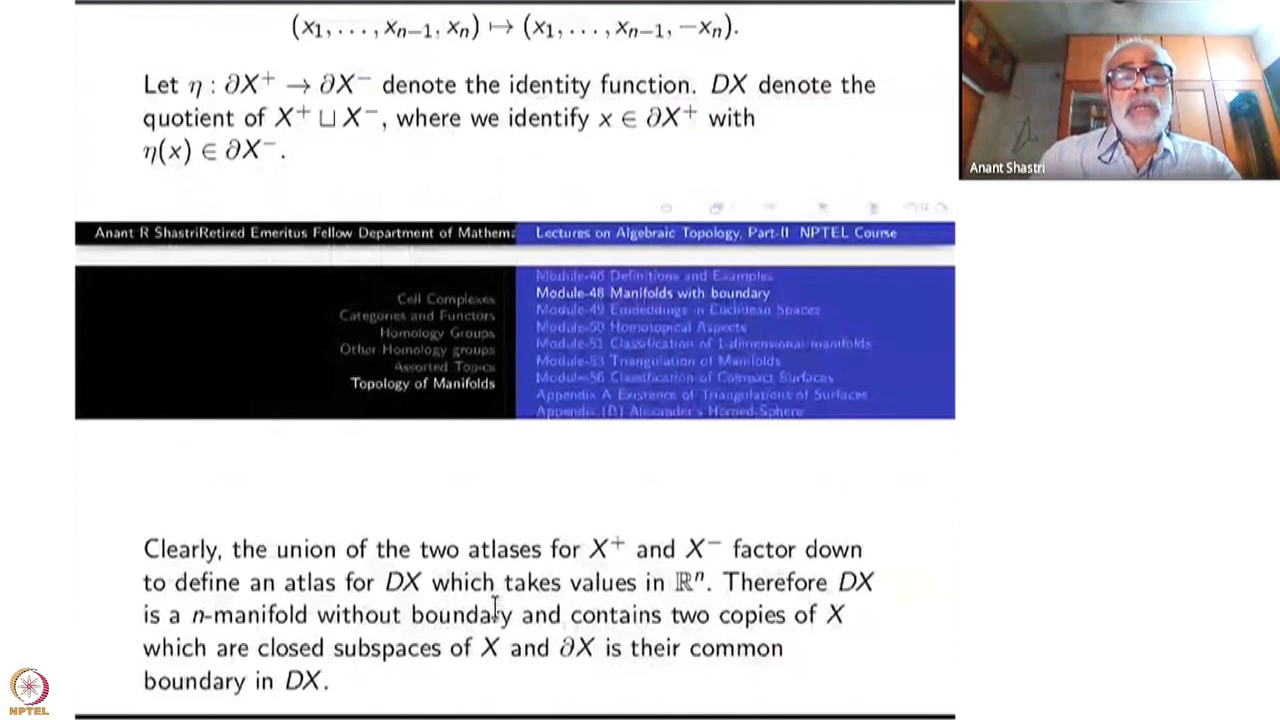 (x₁, . . . , xₙ₋₁, xₙ) ↦ (x₁, . . . , xₙ₋₁, −xₙ).
Let η : ∂X⁺ → ∂X⁻ denote the identity function. DX denote the
quotient of X⁺ ⊔ X⁻, where we identify x ∈ ∂X⁺ with
η(x) ∈ ∂X⁻.
Anant Shastri
Anant R ShastriRetired Emeritus Fellow Department of Mathema
Lectures on Algebraic Topology, Part-II NPTEL Course
Cell Complexes
Categories and Functors
Homology Groups
Other Homology groups
Assorted Topics
Topology of Manifolds
Module-46 Definitions and Examples
Module-48 Manifolds with boundary
Module-49 Embeddings in Euclidean Spaces
Module-50 Homotopical Aspects
Module-51 Classification of 1-dimensional manifolds
Module-53 Triangulation of Manifolds
Module-56 Classification of Compact Surfaces
Appendix A Existence of Triangulations of Surfaces
Appendix (B) Alexander's Horned Sphere
Clearly, the union of the two atlases for X⁺ and X⁻ factor down
to define an atlas for DX which takes values in ℝⁿ. Therefore DX
is a n-manifold without boundary and contains two copies of X
which are closed subspaces of X and ∂X is their common
boundary in DX.
NPTEL